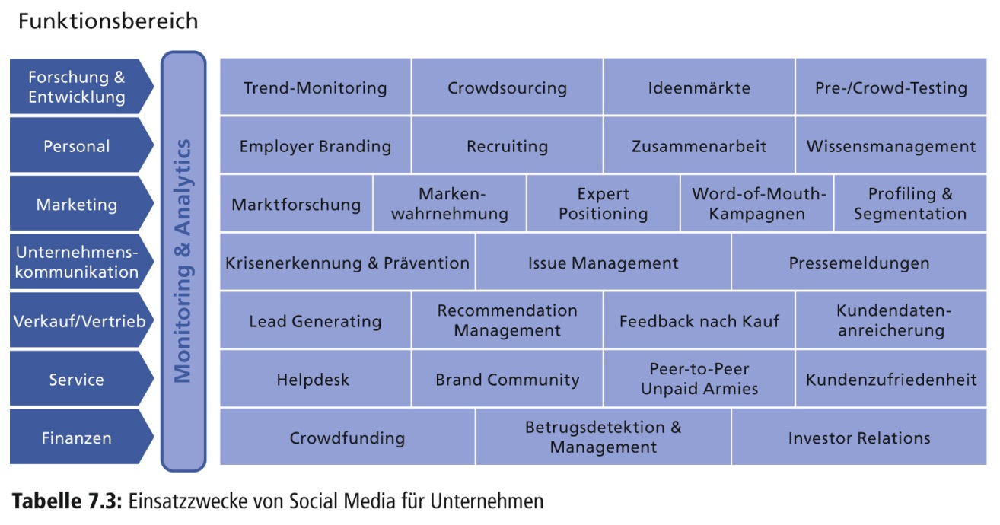 Funktionsbereich
Forschung &
Entwicklung
Trend-Monitoring
Crowdsourcing
Ideenmärkte
Pre-/Crowd-Testing
Personal
Employer Branding
Recruiting
Zusammenarbeit
Wissensmanagement
Marketing
Marktforschung
Marken-
wahrnehmung
Expert
Positioning
Word-of-Mouth-
Kampagnen
Profiling &
Segmentation
Unternehmens-
kommunikation
Krisenerkennung & Prävention
Issue Management
Pressemeldungen
Verkauf/Vertrieb
Lead Generating
Recommendation
Management
Feedback nach Kauf
Kundendaten-
anreicherung
Service
Helpdesk
Brand Community
Peer-to-Peer
Unpaid Armies
Kundenzufriedenheit
Finanzen
Crowdfunding
Betrugsdetektion &
Management
Investor Relations
Monitoring & Analytics
Tabelle 7.3: Einsatzzwecke von Social Media für Unternehmen